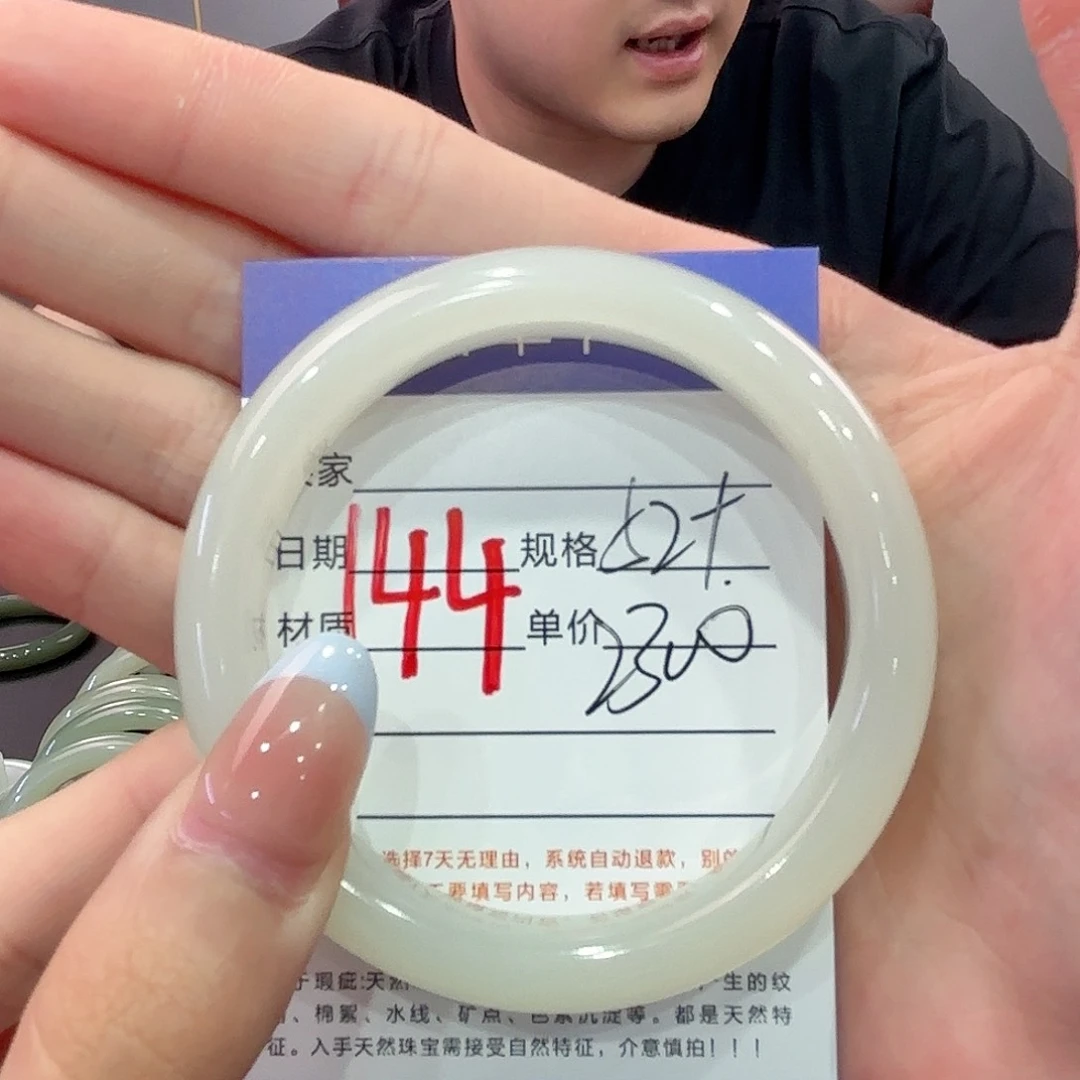 家
日期 144 规格 52+
材质 单价 2300
选择7天无理由，系统自动退款，别的
要填写内容，若填写需
瑕疵:天然 生的纹
、棉絮、水线、矿点、色素沉淀等。都是天然特
征。入手天然珠宝需接受自然特征，介意慎拍！！！